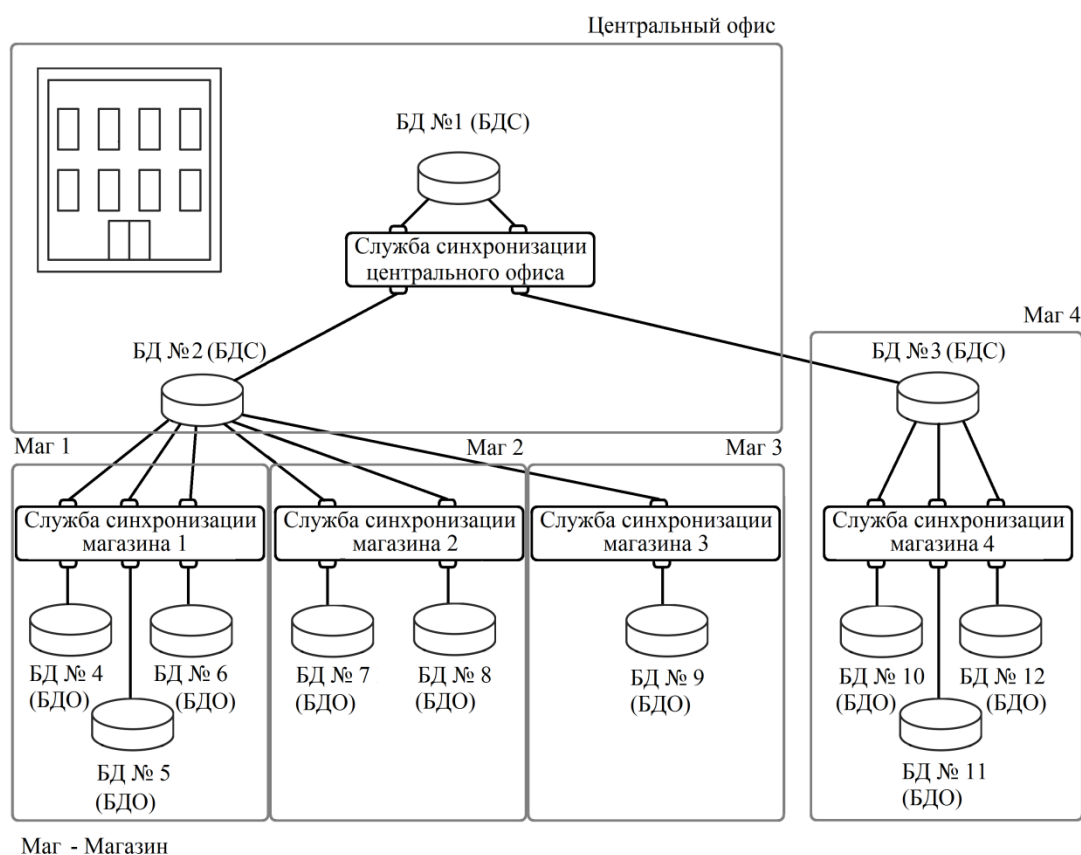 Центральный офис
БД №1 (БДС)
Служба синхронизации
центрального офиса
Маг 4
БД №2 (БДС)
БД №3 (БДС)
Маг 1
Маг 2
Маг 3
Служба синхронизации
магазина 1
Служба синхронизации
магазина 2
Служба синхронизации
магазина 3
Служба синхронизации
магазина 4
БД № 4
(БДО)
БД № 6
(БДО)
БД № 7
(БДО)
БД № 8
(БДО)
БД № 9
(БДО)
БД № 10
(БДО)
БД № 12
(БДО)
БД № 5
(БДО)
БД № 11
(БДО)
Маг - Магазин